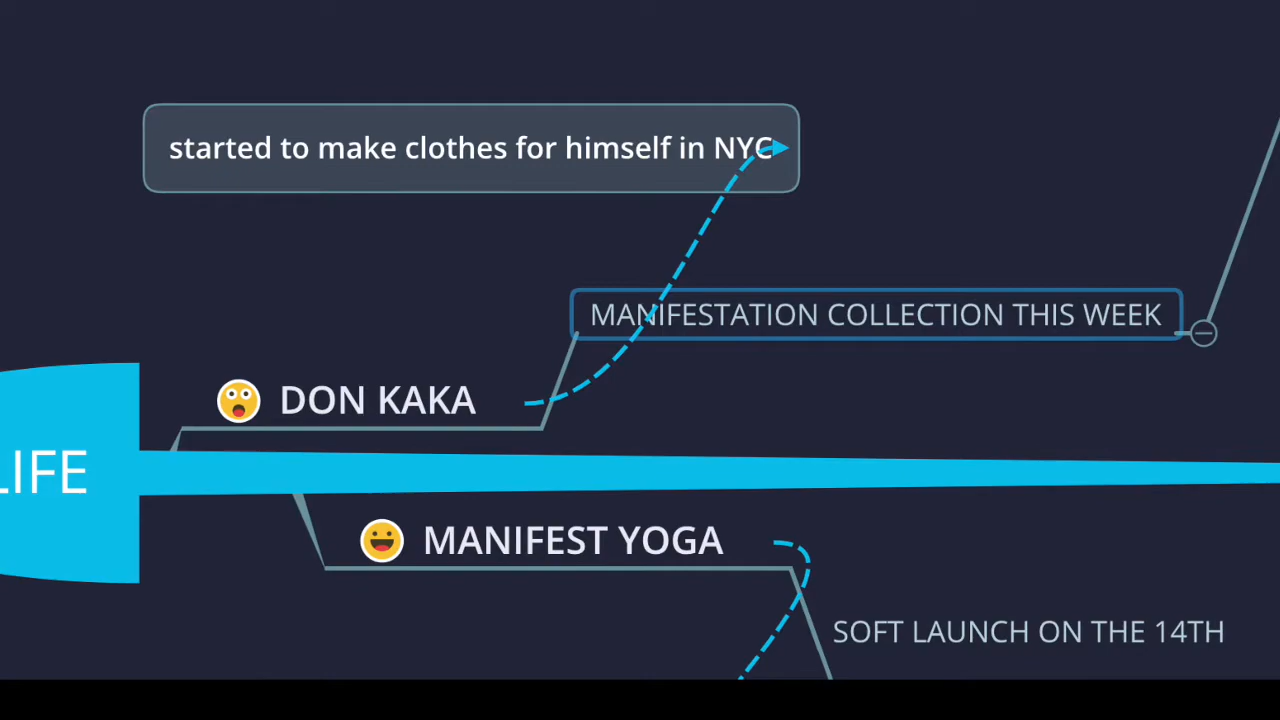 started to make clothes for himself in NYC
MANIFESTATION COLLECTION THIS WEEK
DON KAKA
LIFE
MANIFEST YOGA
SOFT LAUNCH ON THE 14TH